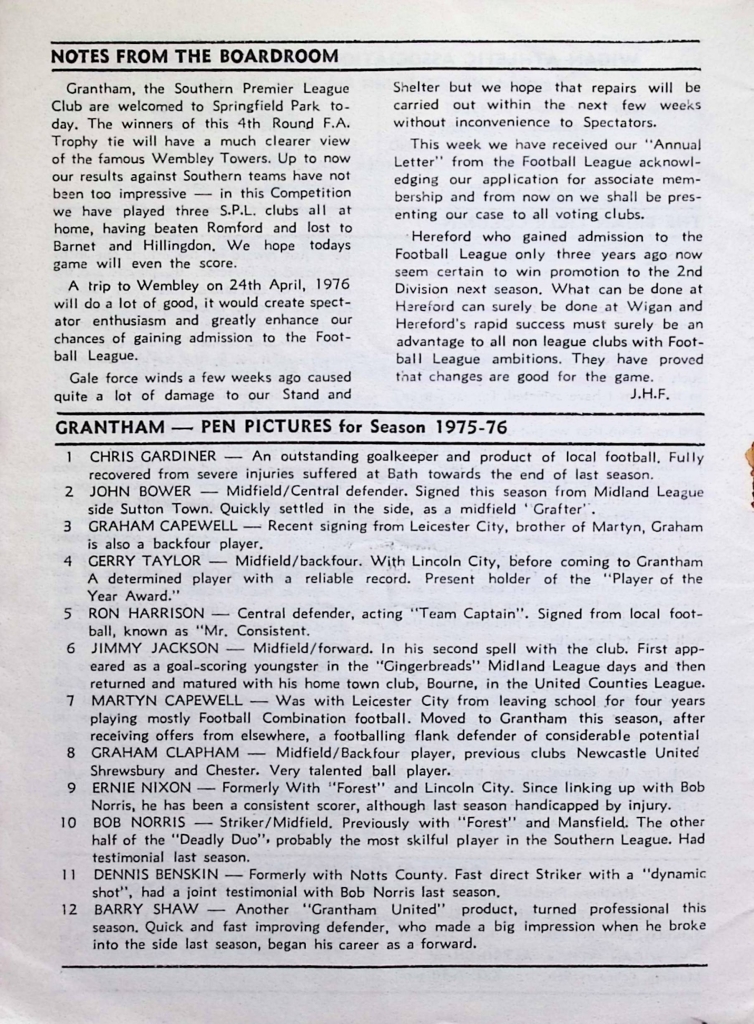 NOTES FROM THE BOARDROOM
Grantham, the Southern Premier League
Club are welcomed to Springfield Park to-
day. The winners of this 4th Round F.A.
Trophy tie will have a much clearer view
of the famous Wembley Towers. Up to now
our results against Southern teams have not
been too impressive — in this Competition
we have played three S.P.L. clubs all at
home, having beaten Romford and lost to
Barnet and Hillingdon. We hope todays
game will even the score.
A trip to Wembley on 24th April, 1976
will do a lot of good, it would create spect-
ator enthusiasm and greatly enhance our
chances of gaining admission to the Foot-
ball League.
Gale force winds a few weeks ago caused
quite a lot of damage to our Stand and
Shelter but we hope that repairs will be
carried out within the next few weeks
without inconvenience to Spectators.
This week we have received our "Annual
Letter" from the Football League acknowl-
edging our application for associate mem-
bership and from now on we shall be pres-
enting our case to all voting clubs.
Hereford who gained admission to the
Football League only three years ago now
seem certain to win promotion to the 2nd
Division next season. What can be done at
Hereford can surely be done at Wigan and
Hereford's rapid success must surely be an
advantage to all non league clubs with Foot-
ball League ambitions. They have proved
that changes are good for the game.
J.H.F.
GRANTHAM — PEN PICTURES for Season 1975-76
1 CHRIS GARDINER — An outstanding goalkeeper and product of local football. Fully
recovered from severe injuries suffered at Bath towards the end of last season.
2 JOHN BOWER — Midfield/Central defender. Signed this season from Midland League
side Sutton Town. Quickly settled in the side, as a midfield 'Grafter'.
3 GRAHAM CAPEWELL — Recent signing from Leicester City, brother of Martyn, Graham
is also a backfour player.
4 GERRY TAYLOR — Midfield/backfour. With Lincoln City, before coming to Grantham
A determined player with a reliable record. Present holder of the "Player of the
Year Award."
5 RON HARRISON — Central defender, acting "Team Captain". Signed from local foot-
ball, known as "Mr. Consistent.
6 JIMMY JACKSON — Midfield/forward. In his second spell with the club. First app-
eared as a goal-scoring youngster in the "Gingerbreads" Midland League days and then
returned and matured with his home town club, Bourne, in the United Counties League.
7 MARTYN CAPEWELL — Was with Leicester City from leaving school for four years
playing mostly Football Combination football. Moved to Grantham this season, after
receiving offers from elsewhere, a footballing flank defender of considerable potential
8 GRAHAM CLAPHAM — Midfield/Backfour player, previous clubs Newcastle United
Shrewsbury and Chester. Very talented ball player.
9 ERNIE NIXON — Formerly With "Forest" and Lincoln City. Since linking up with Bob
Norris, he has been a consistent scorer, although last season handicapped by injury.
10 BOB NORRIS — Striker/Midfield. Previously with "Forest" and Mansfield. The other
half of the "Deadly Duo", probably the most skilful player in the Southern League. Had
testimonial last season.
11 DENNIS BENSKIN — Formerly with Notts County. Fast direct Striker with a "dynamic
shot", had a joint testimonial with Bob Norris last season.
12 BARRY SHAW — Another "Grantham United" product, turned professional this
season. Quick and fast improving defender, who made a big impression when he broke
into the side last season, began his career as a forward.